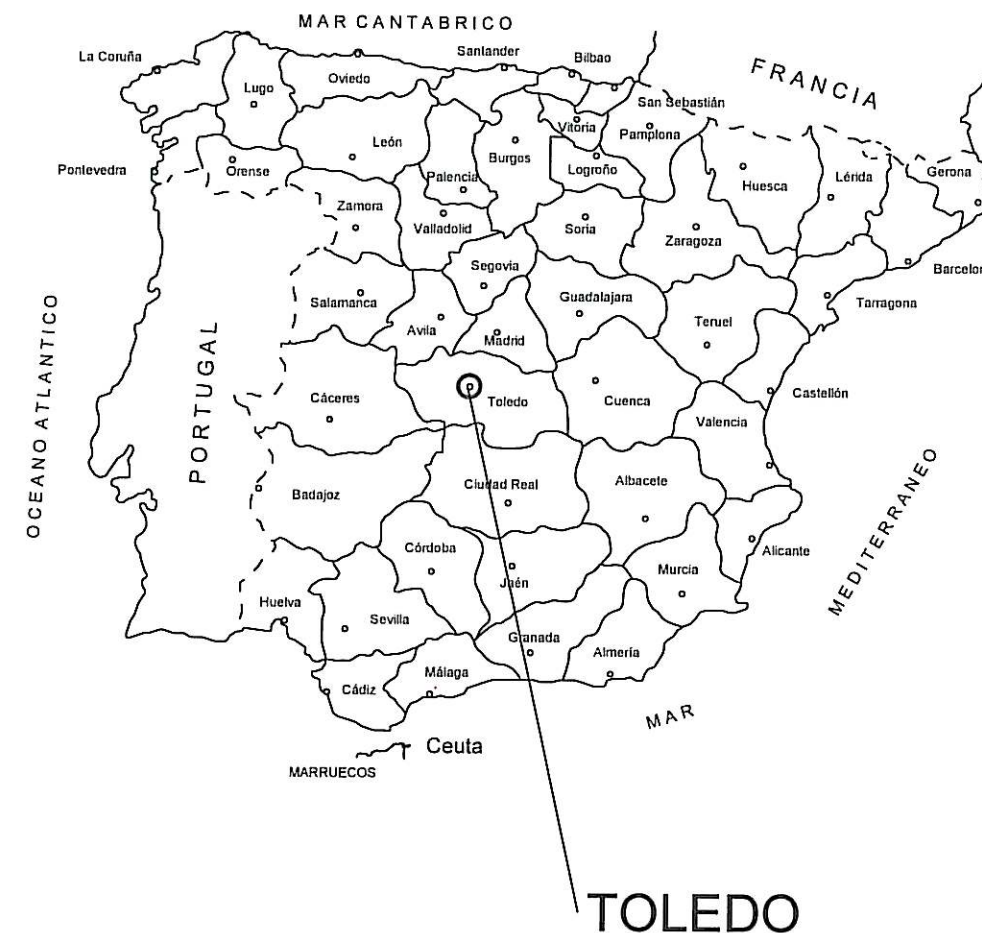 MAR CANTABRICO
La Coruña
Lugo
Oviedo
Santander
Bilbao
FRANCIA
San Sebastián
Vitoria
Pamplona
León
Burgos
Logroño
Palencia
Huesca
Lérida
Gerona
Pontevedra
Orense
Zamora
Valladolid
Soria
Zaragoza
Barcelon
Segovia
Salamanca
Guadalajara
Tarragona
Avila
Madrid
Teruel
OCEANO ATLANTICO
PORTUGAL
Cáceres
Toledo
Cuenca
Castellón
Valencia
Badajoz
Ciudad Real
Albacete
MAR
MEDITERRANEO
Córdoba
Alicante
Jaén
Murcia
Huelva
Sevilla
Granada
Almería
Málaga
Cádiz
Ceuta
MARRUECOS
TOLEDO